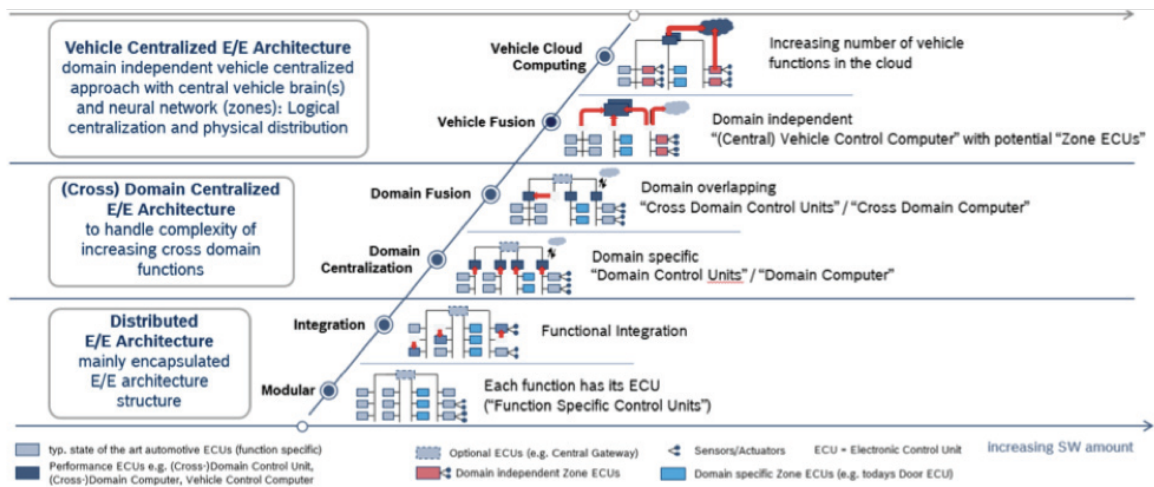 Vehicle Centralized E/E Architecture
domain independent vehicle centralized
approach with central vehicle brain(s)
and neural network (zones): Logical
centralization and physical distribution
Vehicle Cloud
Computing
Increasing number of vehicle
functions in the cloud
Vehicle Fusion
Domain independent
“(Central) Vehicle Control Computer” with potential “Zone ECUs”
(Cross) Domain Centralized
E/E Architecture
to handle complexity of
increasing cross domain
functions
Domain Fusion
Domain overlapping
“Cross Domain Control Units” / “Cross Domain Computer”
Domain
Centralization
Domain specific
“Domain Control Units” / “Domain Computer”
Distributed
E/E Architecture
mainly encapsulated
E/E architecture
structure
Integration
Functional Integration
Modular
Each function has its ECU
(“Function Specific Control Units”)
increasing SW amount
typ. state of the art automotive ECUs (function specific)
Performance ECUs e.g. (Cross-)Domain Control Unit,
(Cross-)Domain Computer, Vehicle Control Computer
Optional ECUs (e.g. Central Gateway)
Domain independent Zone ECUs
Sensors/Actuators
ECU = Electronic Control Unit
Domain specific Zone ECUs (e.g. todays Door ECU)